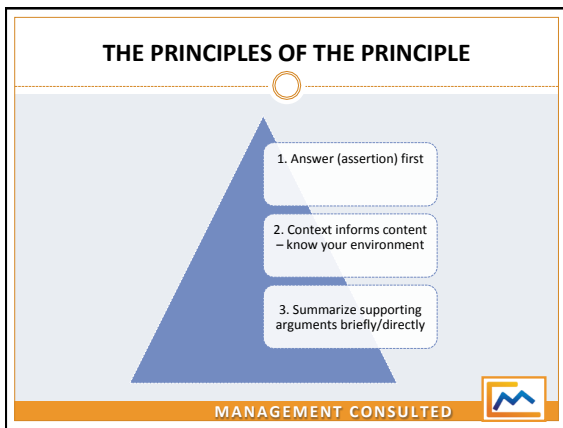 THE PRINCIPLES OF THE PRINCIPLE
1. Answer (assertion) first
2. Context informs content
– know your environment
3. Summarize supporting
arguments briefly/directly
MANAGEMENT CONSULTED